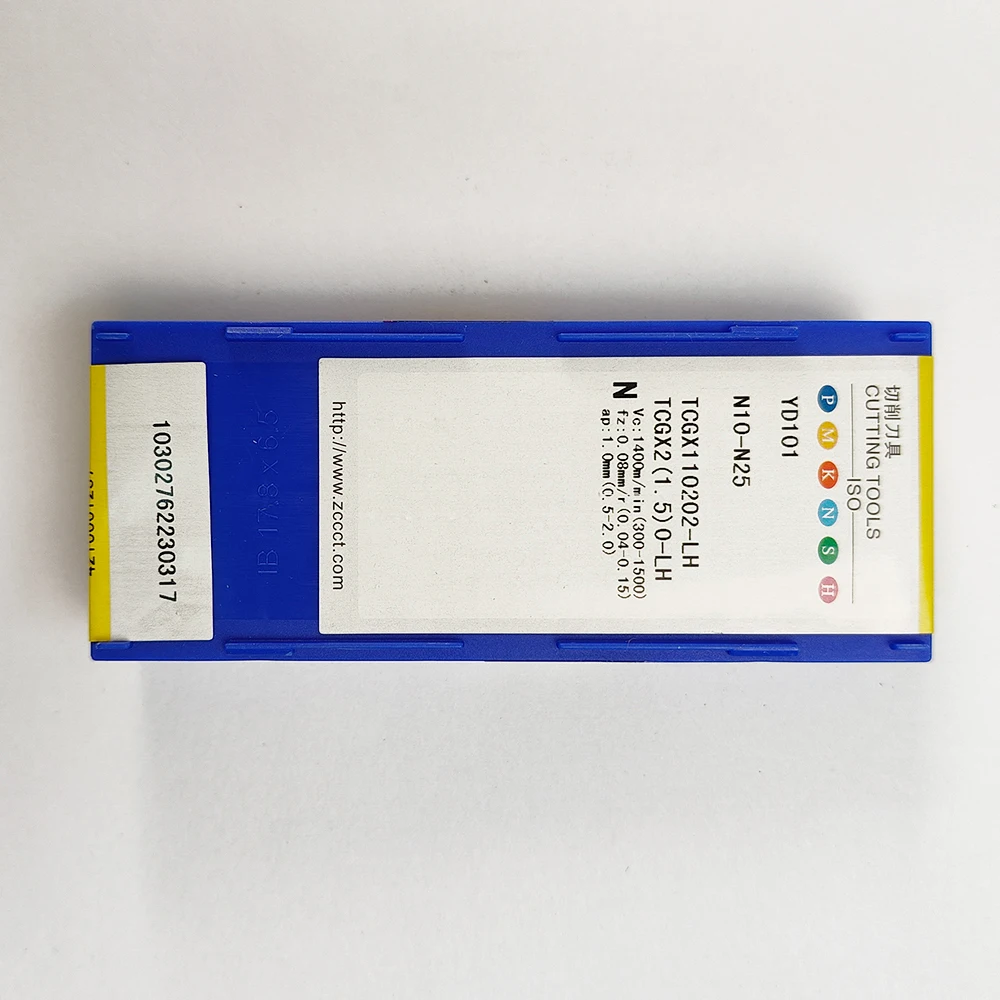 切削刀具
CUTTING TOOLS
ISO
P M K N S H
YD101
N10-N25
TCGX110202-LH
TCGX2(1.5)0-LH
N
Vc:1400m/min(300-1500)
fz:0.08mm/r(0.04-0.15)
ap:1.0mm(0.5-2.0)
http://www.zccct.com
IB 17.8×6.5
10302762230317